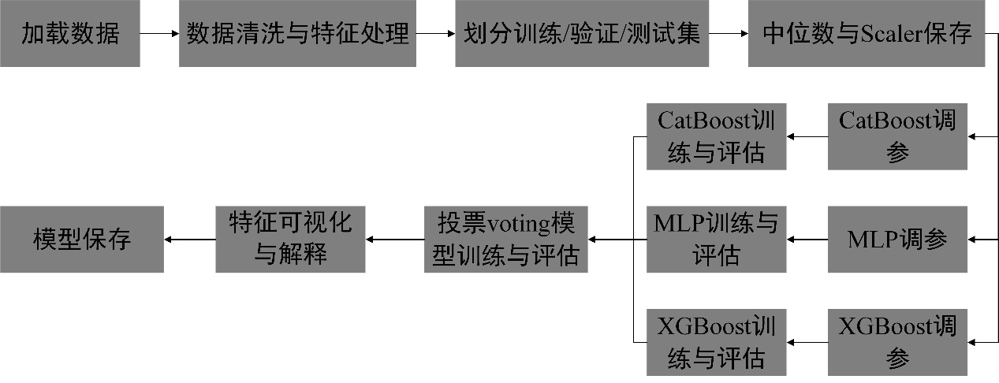 加载数据
数据清洗与特征处理
划分训练/验证/测试集
中位数与Scaler保存
CatBoost训
练与评估
CatBoost调
参
模型保存
特征可视化
与解释
投票voting模
型训练与评估
MLP训练与
评估
MLP调参
XGBoost训
练与评估
XGBoost调
参